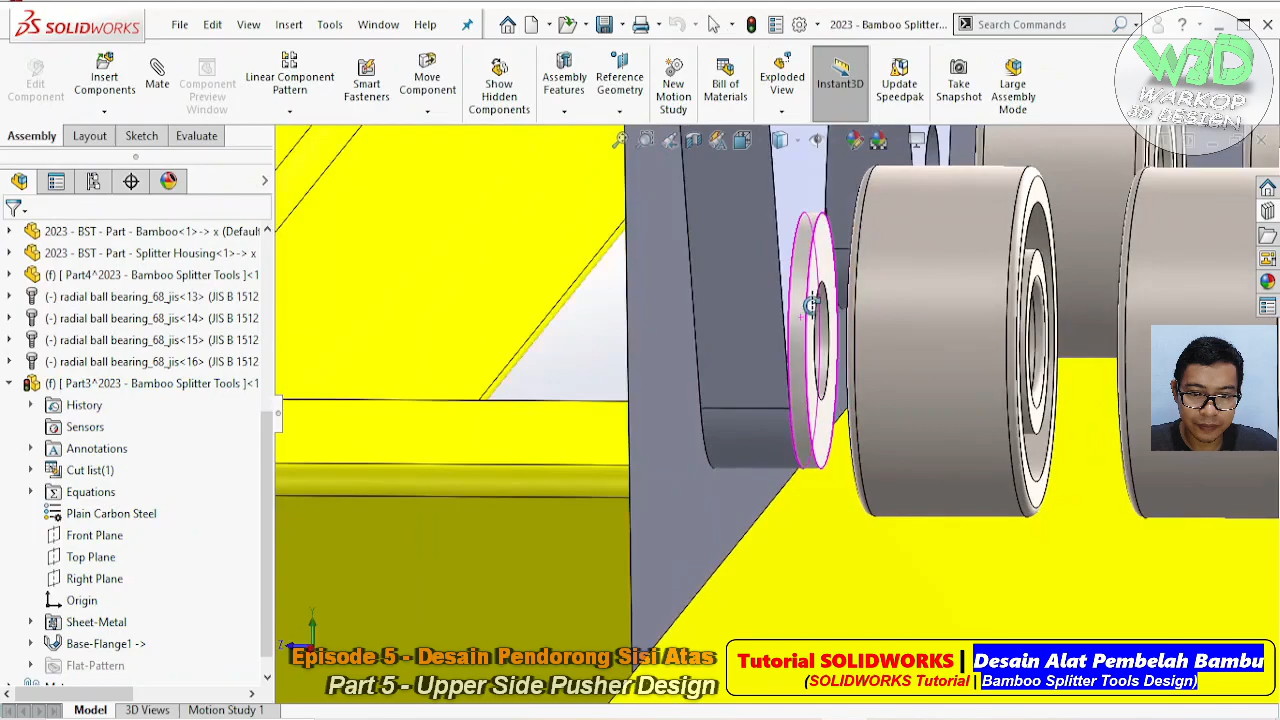 SOLIDWORKS
File Edit View Insert Tools Window Help
2023 - Bamboo Splitter...
Search Commands
Edit Component
Insert Components
Mate
Component Preview Window
Linear Component Pattern
Smart Fasteners
Move Component
Show Hidden Components
Assembly Features
Reference Geometry
New Motion Study
Bill of Materials
Exploded View
Instant3D
Update Speedpak
Take Snapshot
Large Assembly Mode
WJD
WARKOP
3D DESIGN
Assembly Layout Sketch Evaluate
2023 - BST - Part - Bamboo<1>-> x (Default
2023 - BST - Part - Splitter Housing<1>-> x
(f) [ Part4^2023 - Bamboo Splitter Tools ]<1
(-) radial ball bearing_68_jis<13> (JIS B 1512
(-) radial ball bearing_68_jis<14> (JIS B 1512
(-) radial ball bearing_68_jis<15> (JIS B 1512
(-) radial ball bearing_68_jis<16> (JIS B 1512
(f) [ Part3^2023 - Bamboo Splitter Tools ]<1
History
Sensors
Annotations
Cut list(1)
Equations
Plain Carbon Steel
Front Plane
Top Plane
Right Plane
Origin
Sheet-Metal
Base-Flange1 ->
Flat-Pattern
Y
Z
Episode 5 - Desain Pendorong Sisi Atas
Part 5 - Upper Side Pusher Design
Tutorial SOLIDWORKS | Desain Alat Pembelah Bambu
(SOLIDWORKS Tutorial | Bamboo Splitter Tools Design)
Model 3D Views Motion Study 1